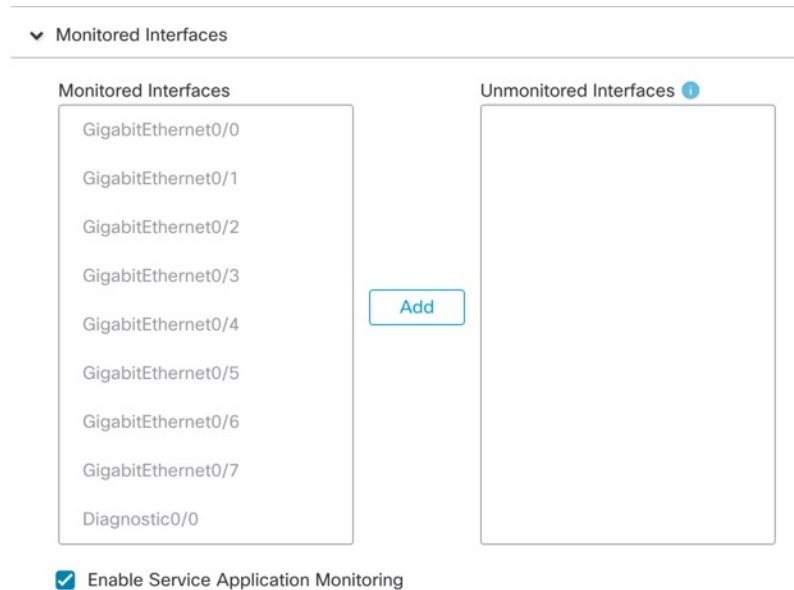 Monitored Interfaces
Monitored Interfaces
Unmonitored Interfaces
GigabitEthernet0/0
GigabitEthernet0/1
GigabitEthernet0/2
GigabitEthernet0/3
GigabitEthernet0/4
GigabitEthernet0/5
GigabitEthernet0/6
GigabitEthernet0/7
Diagnostic0/0
Add
Enable Service Application Monitoring